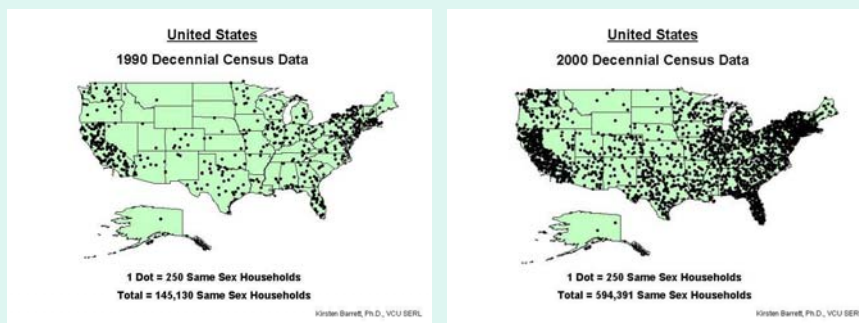 United States
1990 Decennial Census Data
1 Dot = 250 Same Sex Households
Total = 145,130 Same Sex Households
Kirsten Barrett, Ph.D., VCU SERL
United States
2000 Decennial Census Data
1 Dot = 250 Same Sex Households
Total = 594,391 Same Sex Households
Kirsten Barrett, Ph.D., VCU SERL